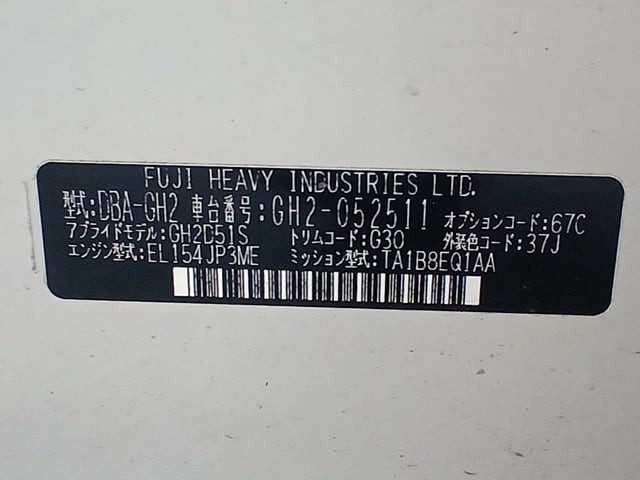 FUJI HEAVY INDUSTRIES LTD.
型式:DBA-GH2 車台番号:GH2-052511 オプションコード:67C
アプライドモデル:GH2D51S トリムコード:G30 外装色コード:37J
エンジン型式:EL154JP3ME ミッション型式:TA1B8EQ1AA